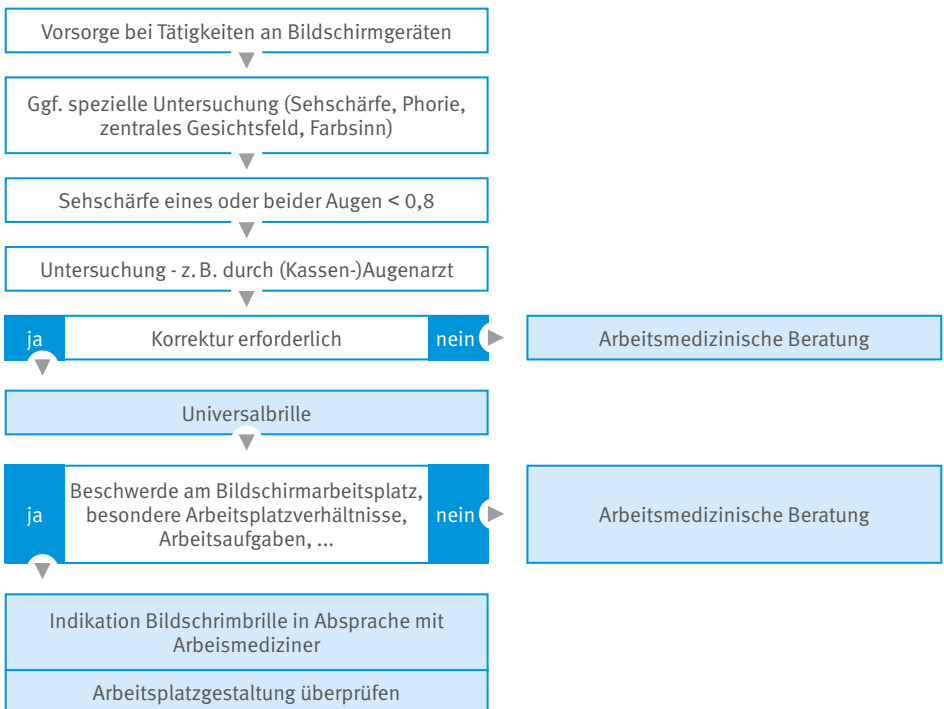 Vorsorge bei Tätigkeiten an Bildschirmgeräten
Ggf. spezielle Untersuchung (Sehschärfe, Phorie,
zentrales Gesichtsfeld, Farbsinn)
Sehschärfe eines oder beider Augen < 0,8
Untersuchung - z. B. durch (Kassen-)Augenarzt
ja
Korrektur erforderlich
nein
Arbeitsmedizinische Beratung
Universalbrille
ja
Beschwerde am Bildschirmarbeitsplatz,
besondere Arbeitsplatzverhältnisse,
Arbeitsaufgaben, ...
nein
Arbeitsmedizinische Beratung
Indikation Bildschrimbrille in Absprache mit
Arbeismediziner
Arbeitsplatzgestaltung überprüfen